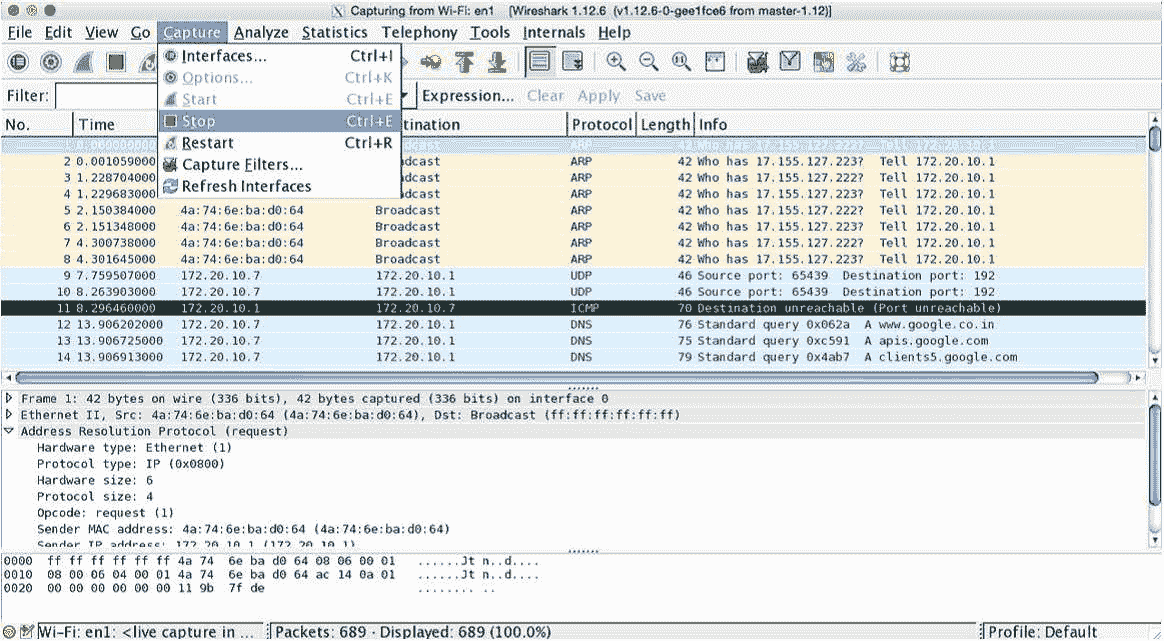 Capturing from Wi-Fi: en1 [Wireshark 1.12.6 (v1.12.6-0-gee1fce6 from master-1.12)]
File Edit View Go Capture Analyze Statistics Telephony Tools Internals Help
Interfaces... Ctrl+I
Options... Ctrl+K
Start Ctrl+E
Stop Ctrl+E
Restart Ctrl+R
Capture Filters...
Refresh Interfaces
Filter: Expression... Clear Apply Save
No. Time tination Protocol Length Info
1 0.000000000 dcast ARP 42 Who has 17.155.127.223? Tell 172.20.10.1
2 0.001059000 dcast ARP 42 Who has 17.155.127.223? Tell 172.20.10.1
3 1.228704000 dcast ARP 42 Who has 17.155.127.223? Tell 172.20.10.1
4 1.229683000 dcast ARP 42 Who has 17.155.127.223? Tell 172.20.10.1
5 2.150384000 4a:74:6e:ba:d0:64 Broadcast ARP 42 Who has 17.155.127.222? Tell 172.20.10.1
6 2.151348000 4a:74:6e:ba:d0:64 Broadcast ARP 42 Who has 17.155.127.222? Tell 172.20.10.1
7 4.300738000 4a:74:6e:ba:d0:64 Broadcast ARP 42 Who has 17.155.127.222? Tell 172.20.10.1
8 4.301645000 4a:74:6e:ba:d0:64 Broadcast ARP 42 Who has 17.155.127.223? Tell 172.20.10.1
9 7.759507000 172.20.10.7 172.20.10.1 UDP 46 Source port: 65439 Destination port: 192
10 8.263903000 172.20.10.7 172.20.10.1 UDP 46 Source port: 65439 Destination port: 192
11 8.296460000 172.20.10.1 172.20.10.7 ICMP 70 Destination unreachable (Port unreachable)
12 13.906202000 172.20.10.7 172.20.10.1 DNS 76 Standard query 0x062a A www.google.co.in
13 13.906725000 172.20.10.7 172.20.10.1 DNS 75 Standard query 0xc591 A apis.google.com
14 13.906913000 172.20.10.7 172.20.10.1 DNS 79 Standard query 0x4ab7 A clients5.google.com
Frame 1: 42 bytes on wire (336 bits), 42 bytes captured (336 bits) on interface 0
Ethernet II, Src: 4a:74:6e:ba:d0:64 (4a:74:6e:ba:d0:64), Dst: Broadcast (ff:ff:ff:ff:ff:ff)
Address Resolution Protocol (request)
Hardware type: Ethernet (1)
Protocol type: IP (0x0800)
Hardware size: 6
Protocol size: 4
Opcode: request (1)
Sender MAC address: 4a:74:6e:ba:d0:64 (4a:74:6e:ba:d0:64)
Sender IP address: 172.20.10.1 (172.20.10.1)
0000 ff ff ff ff ff ff 4a 74 6e ba d0 64 08 06 00 01 ......Jt n..d....
0010 08 00 06 04 00 01 4a 74 6e ba d0 64 ac 14 0a 01 ......Jt n..d....
0020 00 00 00 00 00 00 11 9b 7f de ........ ..
Wi-Fi: en1: <live capture in ... Packets: 689 · Displayed: 689 (100.0%) Profile: Default